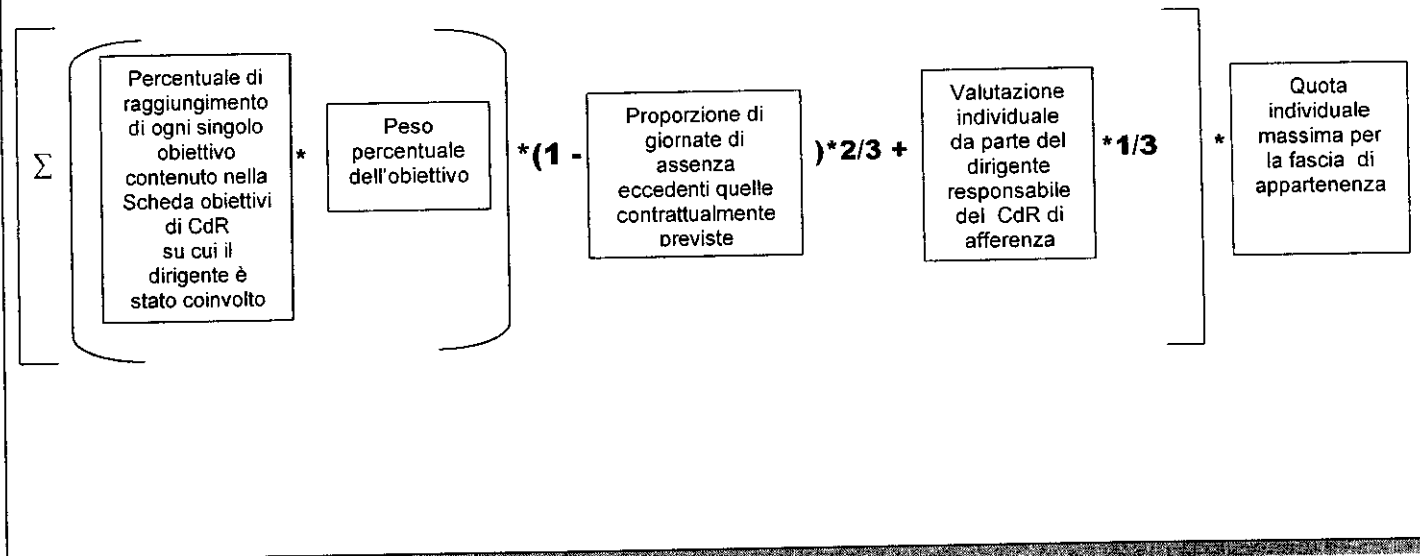 ∑
Percentuale di
raggiungimento
di ogni singolo
obiettivo
contenuto nella
Scheda obiettivi
di CdR
su cui il
dirigente è
stato coinvolto
*
Peso
percentuale
dell'obiettivo
*(1 -
Proporzione di
giornate di
assenza
eccedenti quelle
contrattualmente
previste
)*2/3 +
Valutazione
individuale
da parte del
dirigente
responsabile
del CdR di
afferenza
*1/3
*
Quota
individuale
massima per
la fascia di
appartenenza